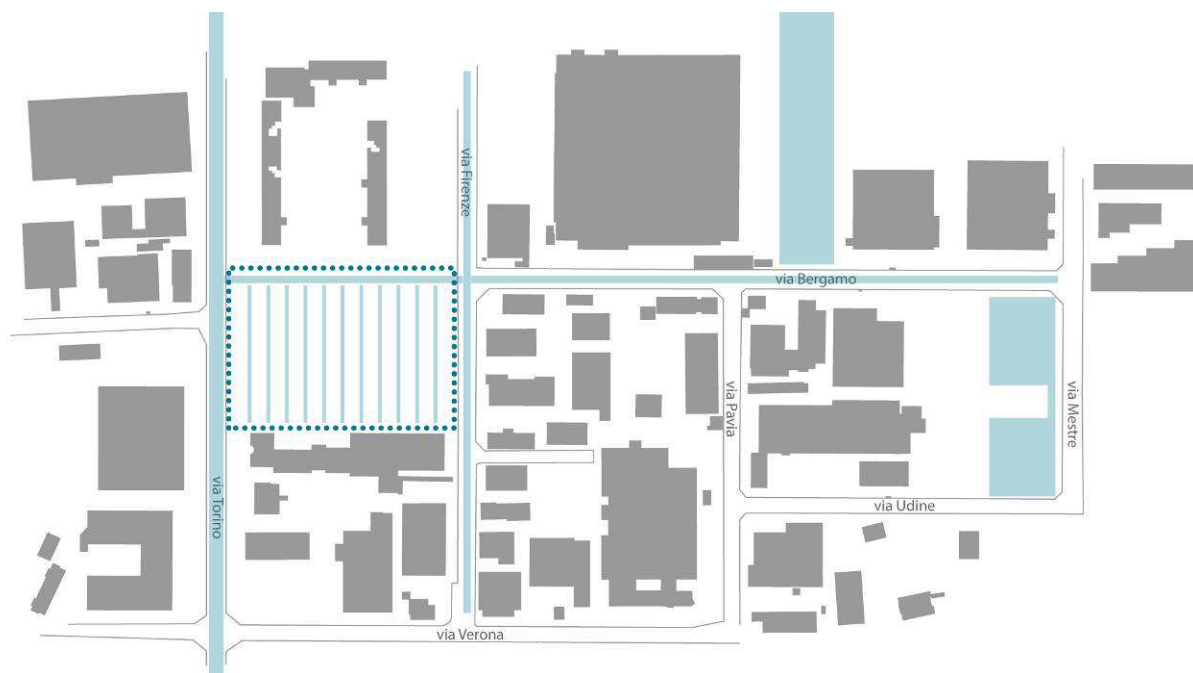 via Firenze
via Bergamo
via Pavia
via Mestre
via Torino
via Udine
via Verona